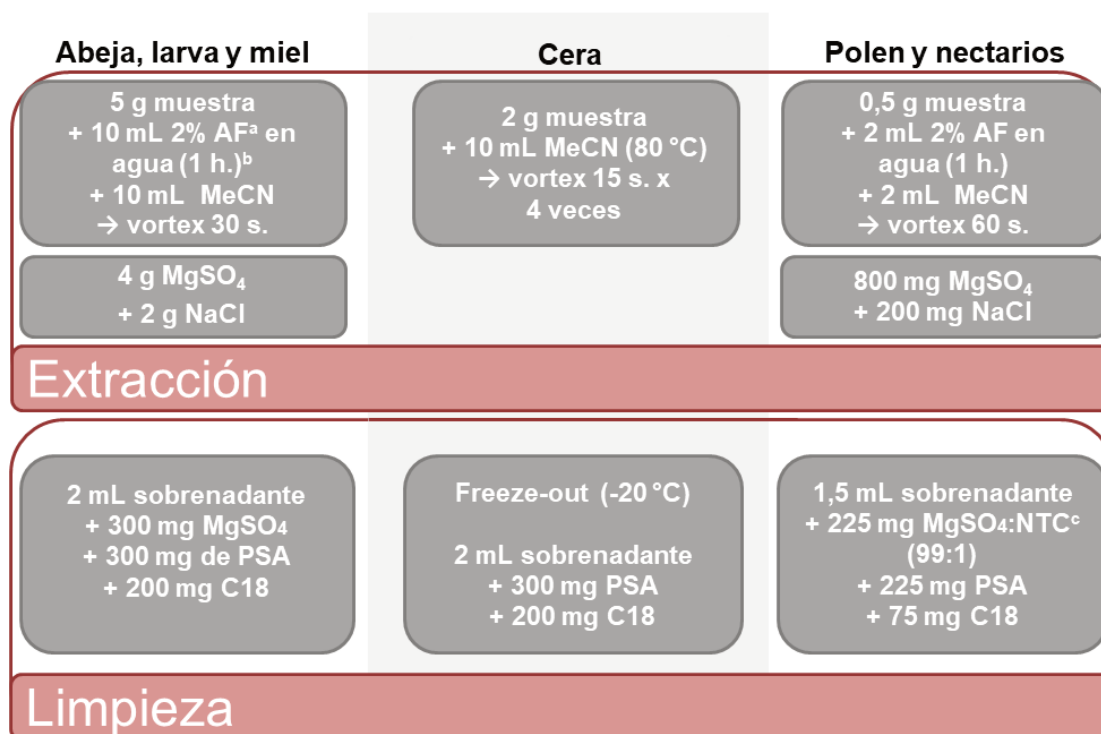 Abeja, larva y miel
Cera
Polen y nectarios
5 g muestra
+ 10 mL 2% AFᵃ en
agua (1 h.)ᵇ
+ 10 mL MeCN
→ vortex 30 s.
2 g muestra
+ 10 mL MeCN (80 °C)
→ vortex 15 s. x
4 veces
0,5 g muestra
+ 2 mL 2% AF en
agua (1 h.)
+ 2 mL MeCN
→ vortex 60 s.
4 g MgSO₄
+ 2 g NaCl
800 mg MgSO₄
+ 200 mg NaCl
Extracción
2 mL sobrenadante
+ 300 mg MgSO₄
+ 300 mg de PSA
+ 200 mg C18
Freeze-out (-20 °C)
2 mL sobrenadante
+ 300 mg PSA
+ 200 mg C18
1,5 mL sobrenadante
+ 225 mg MgSO₄:NTCᶜ
(99:1)
+ 225 mg PSA
+ 75 mg C18
Limpieza